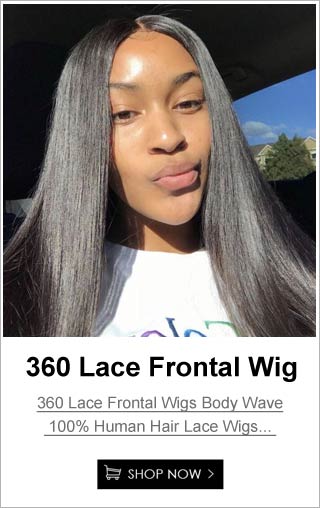 360 Lace Frontal Wig
360 Lace Frontal Wigs Body Wave
100% Human Hair Lace Wigs...
SHOP NOW >